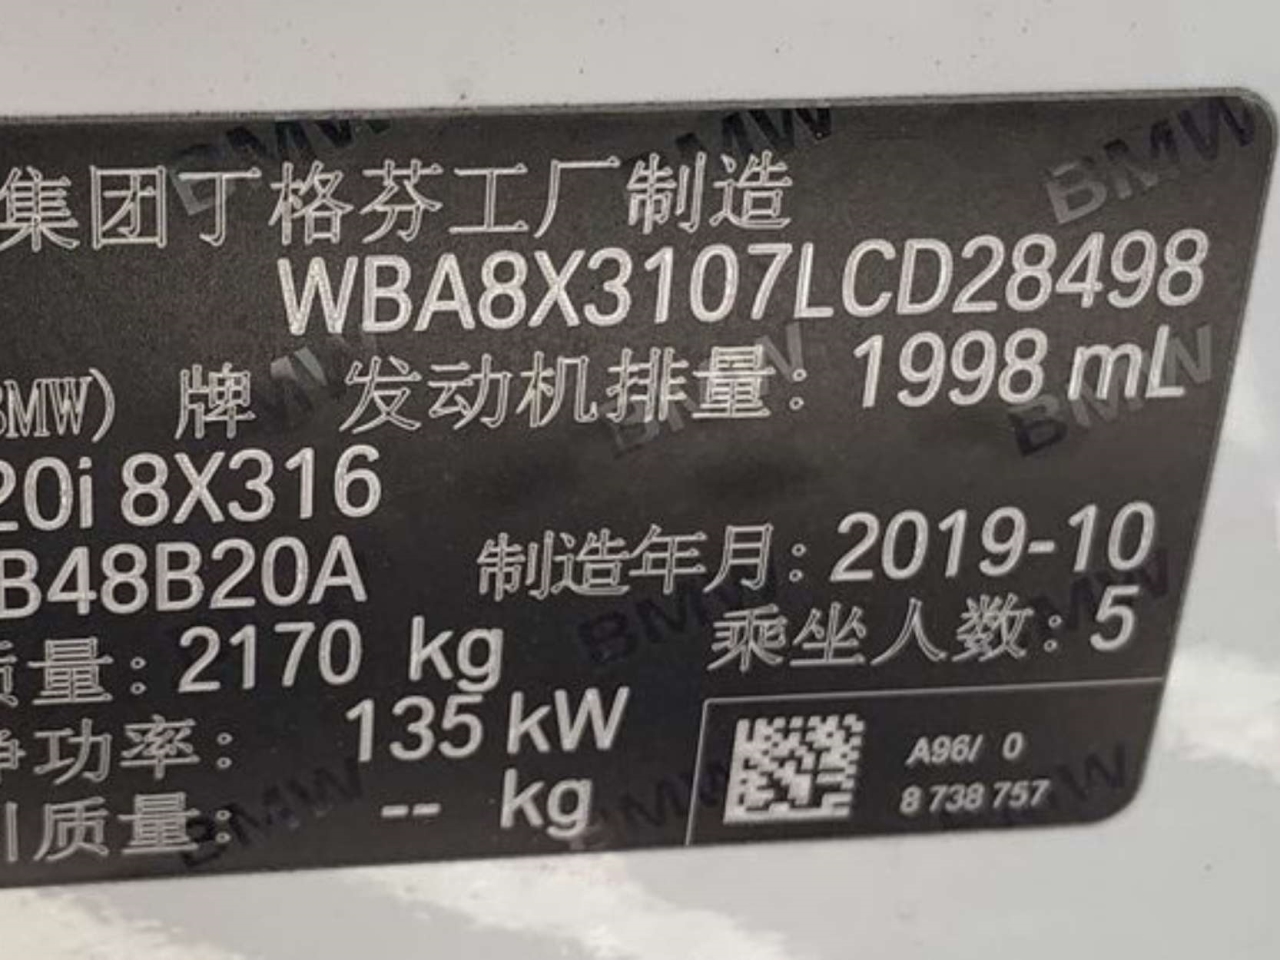 集团丁格芬工厂制造
WBA8X3107LCD28498
BMW) 牌 发动机排量: 1998 mL
20i 8X316
B48B20A 制造年月: 2019-10
质量: 2170 kg 乘坐人数: 5
净功率: 135 kW
引质量: -- kg
A96/ 0
8 738 757